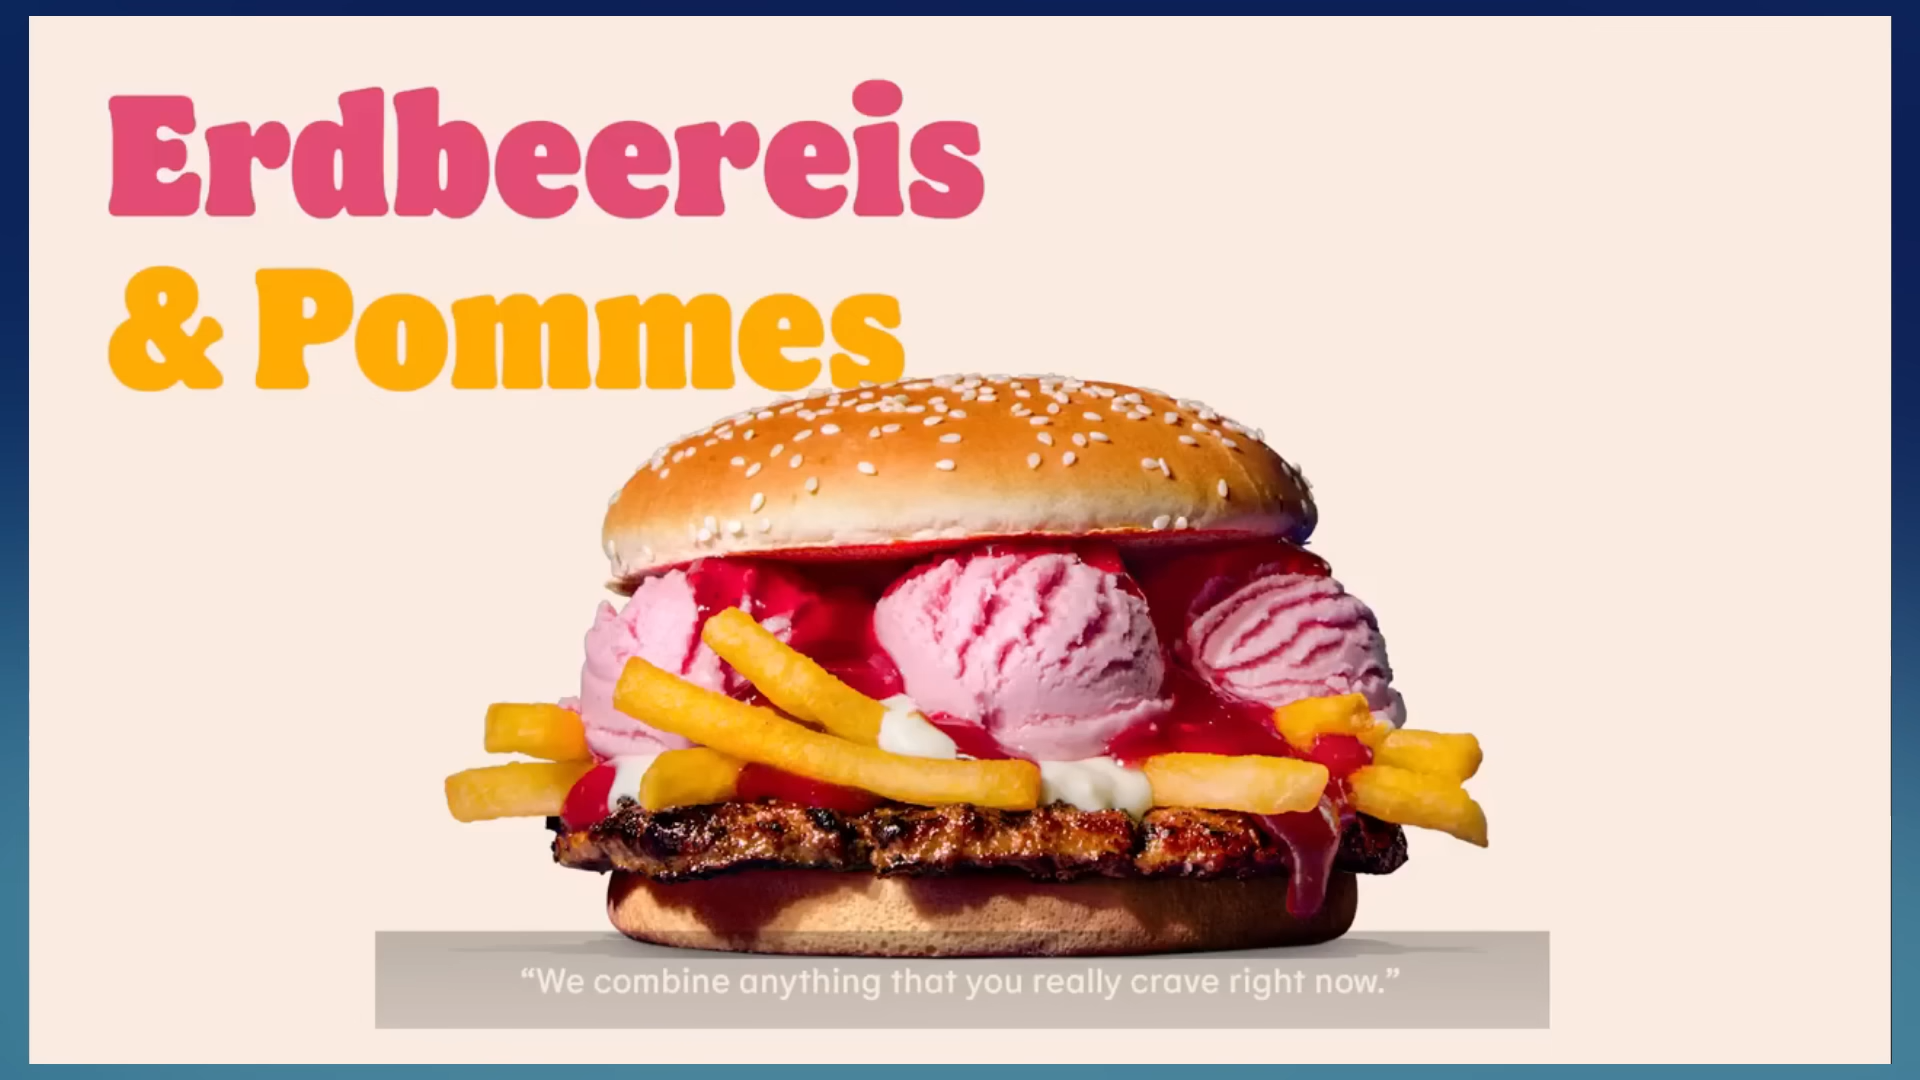 Erdbeereis
& Pommes
“We combine anything that you really crave right now.”